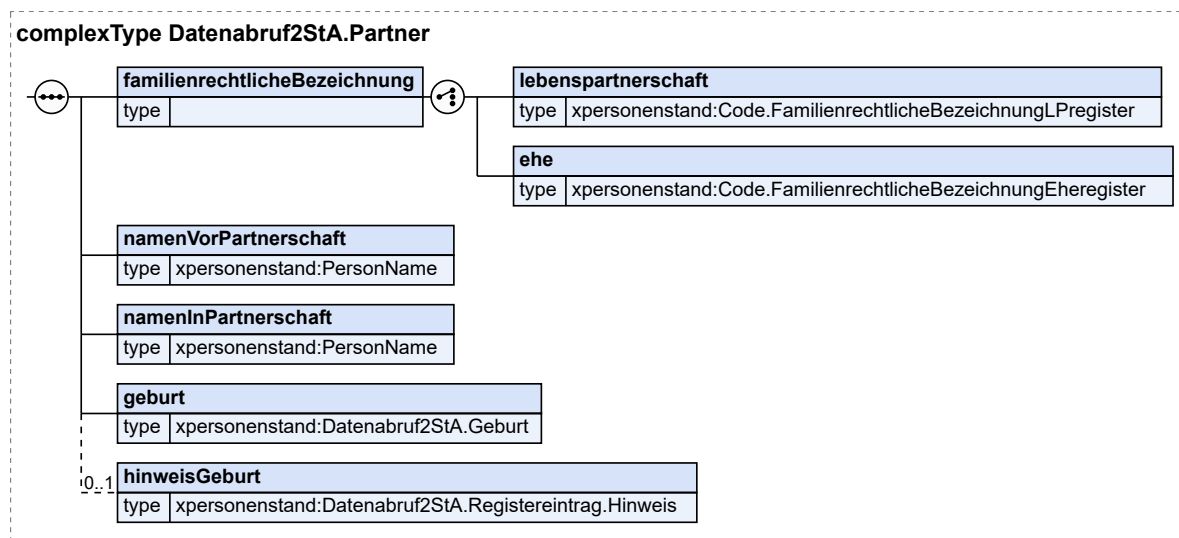 complexType Datenabruf2StA.Partner
familienrechtlicheBezeichnung
type
lebenspartnerschaft
type xpersonenstand:Code.FamilienrechtlicheBezeichnungLPregister
ehe
type xpersonenstand:Code.FamilienrechtlicheBezeichnungEheregister
namenVorPartnerschaft
type xpersonenstand:PersonName
namenInPartnerschaft
type xpersonenstand:PersonName
geburt
type xpersonenstand:Datenabruf2StA.Geburt
0..1
hinweisGeburt
type xpersonenstand:Datenabruf2StA.Registereintrag.Hinweis